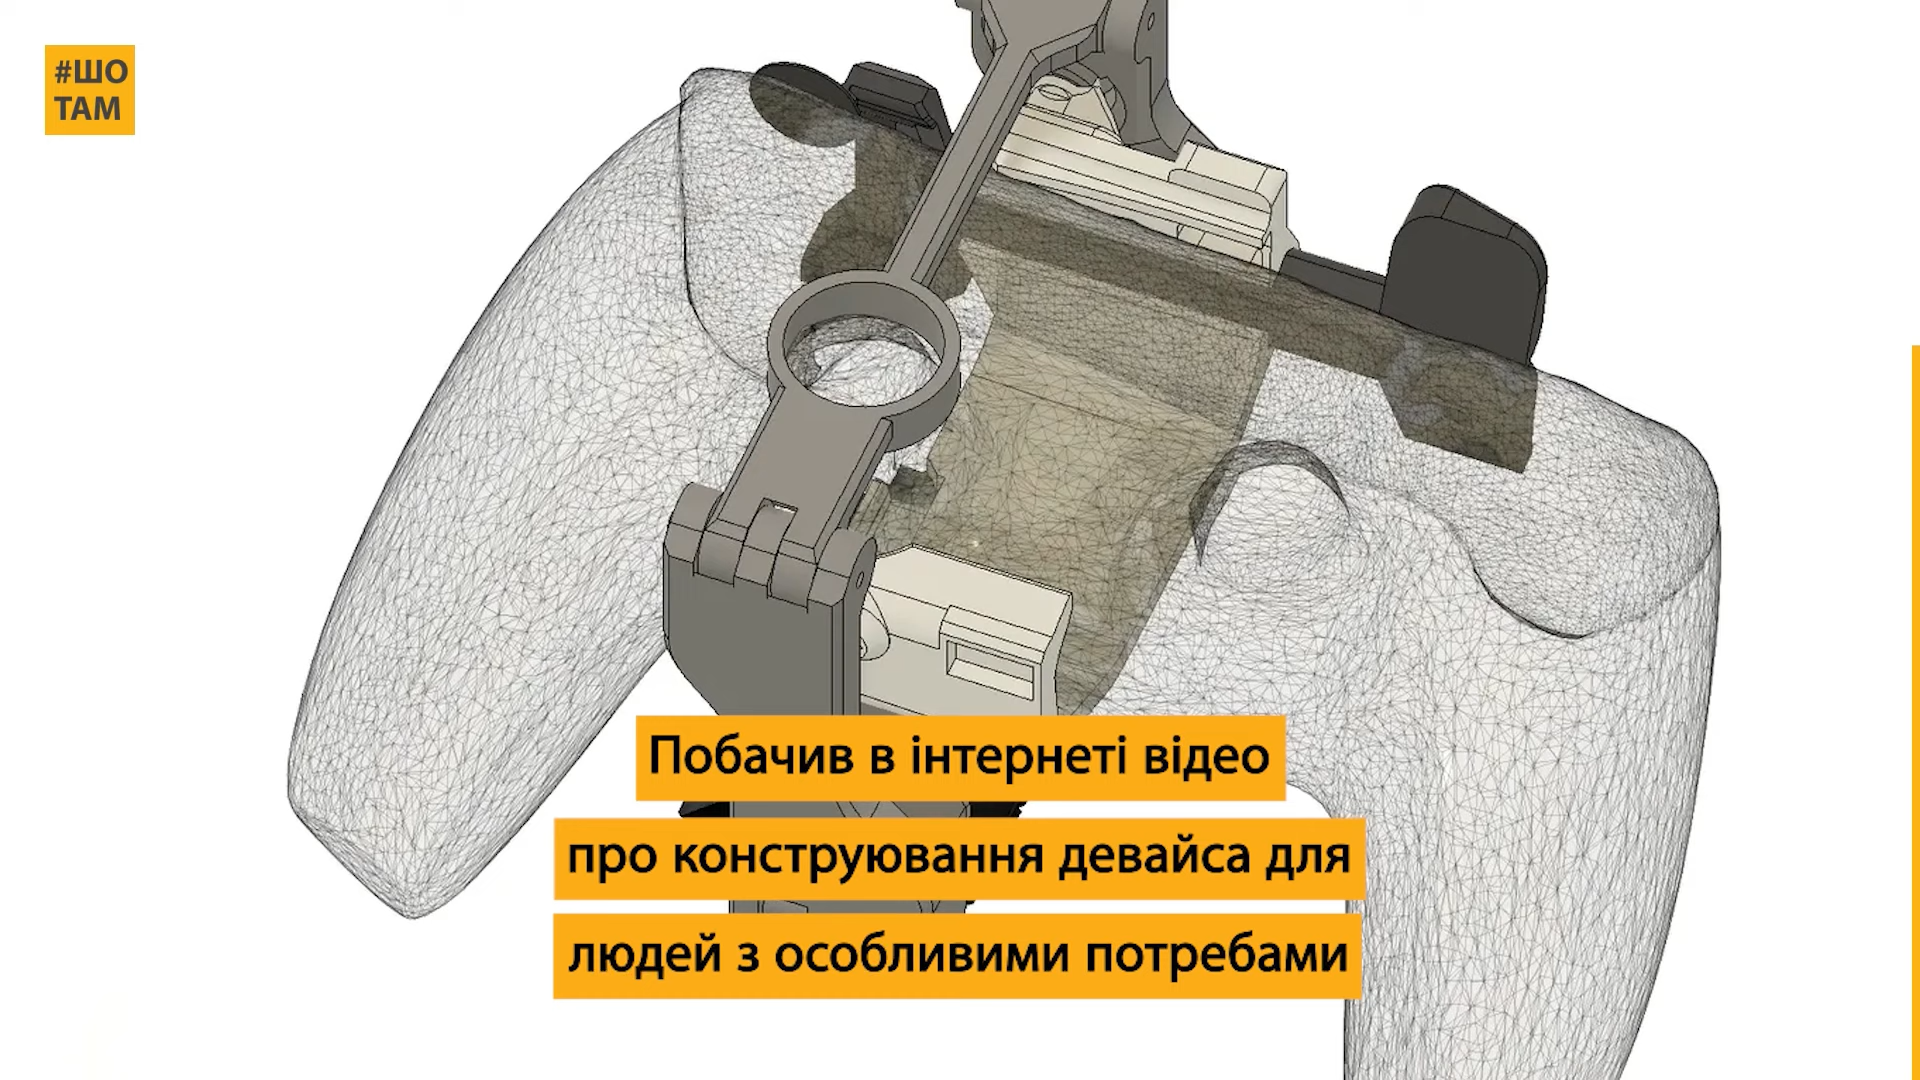 #ШО
ТАМ
Побачив в інтернеті відео
про конструювання девайса для
людей з особливими потребами